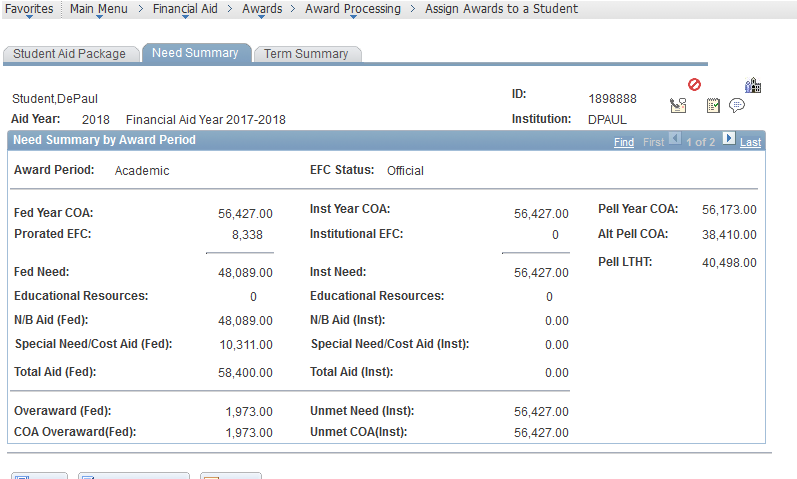 Favorites Main Menu > Financial Aid > Awards > Award Processing > Assign Awards to a Student
Student Aid Package Need Summary Term Summary
Student,DePaul ID: 1898888
Aid Year: 2018 Financial Aid Year 2017-2018 Institution: DPAUL
Need Summary by Award Period Find First 1 of 2 Last
Award Period: Academic EFC Status: Official
Fed Year COA: 56,427.00 Inst Year COA: 56,427.00 Pell Year COA: 56,173.00
Prorated EFC: 8,338 Institutional EFC: 0 Alt Pell COA: 38,410.00
Fed Need: 48,089.00 Inst Need: 56,427.00 Pell LTHT: 40,498.00
Educational Resources: 0 Educational Resources: 0
N/B Aid (Fed): 48,089.00 N/B Aid (Inst): 0.00
Special Need/Cost Aid (Fed): 10,311.00 Special Need/Cost Aid (Inst): 0.00
Total Aid (Fed): 58,400.00 Total Aid (Inst): 0.00
Overaward (Fed): 1,973.00 Unmet Need (Inst): 56,427.00
COA Overaward(Fed): 1,973.00 Unmet COA(Inst): 56,427.00